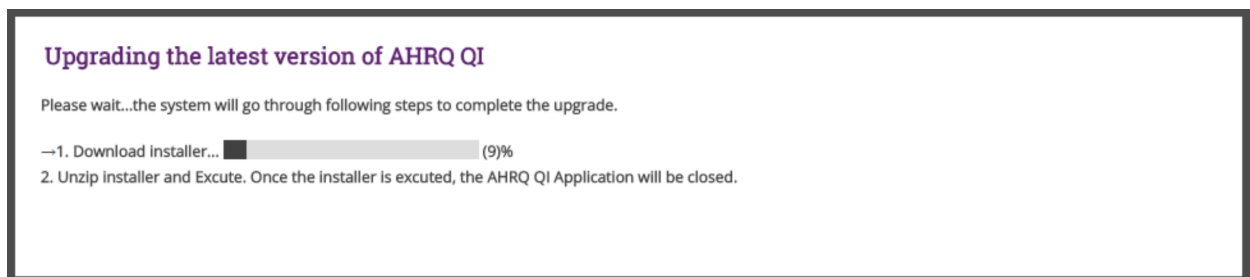 Upgrading the latest version of AHRQ QI
Please wait...the system will go through following steps to complete the upgrade.
→1. Download installer... (9)%
2. Unzip installer and Excute. Once the installer is excuted, the AHRQ QI Application will be closed.